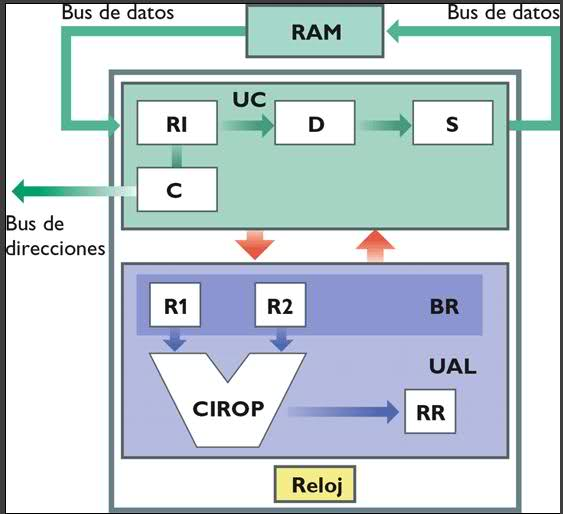 Bus de datos
RAM
Bus de datos
UC
RI
D
S
C
Bus de
direcciones
R1
R2
BR
UAL
CIROP
RR
Reloj